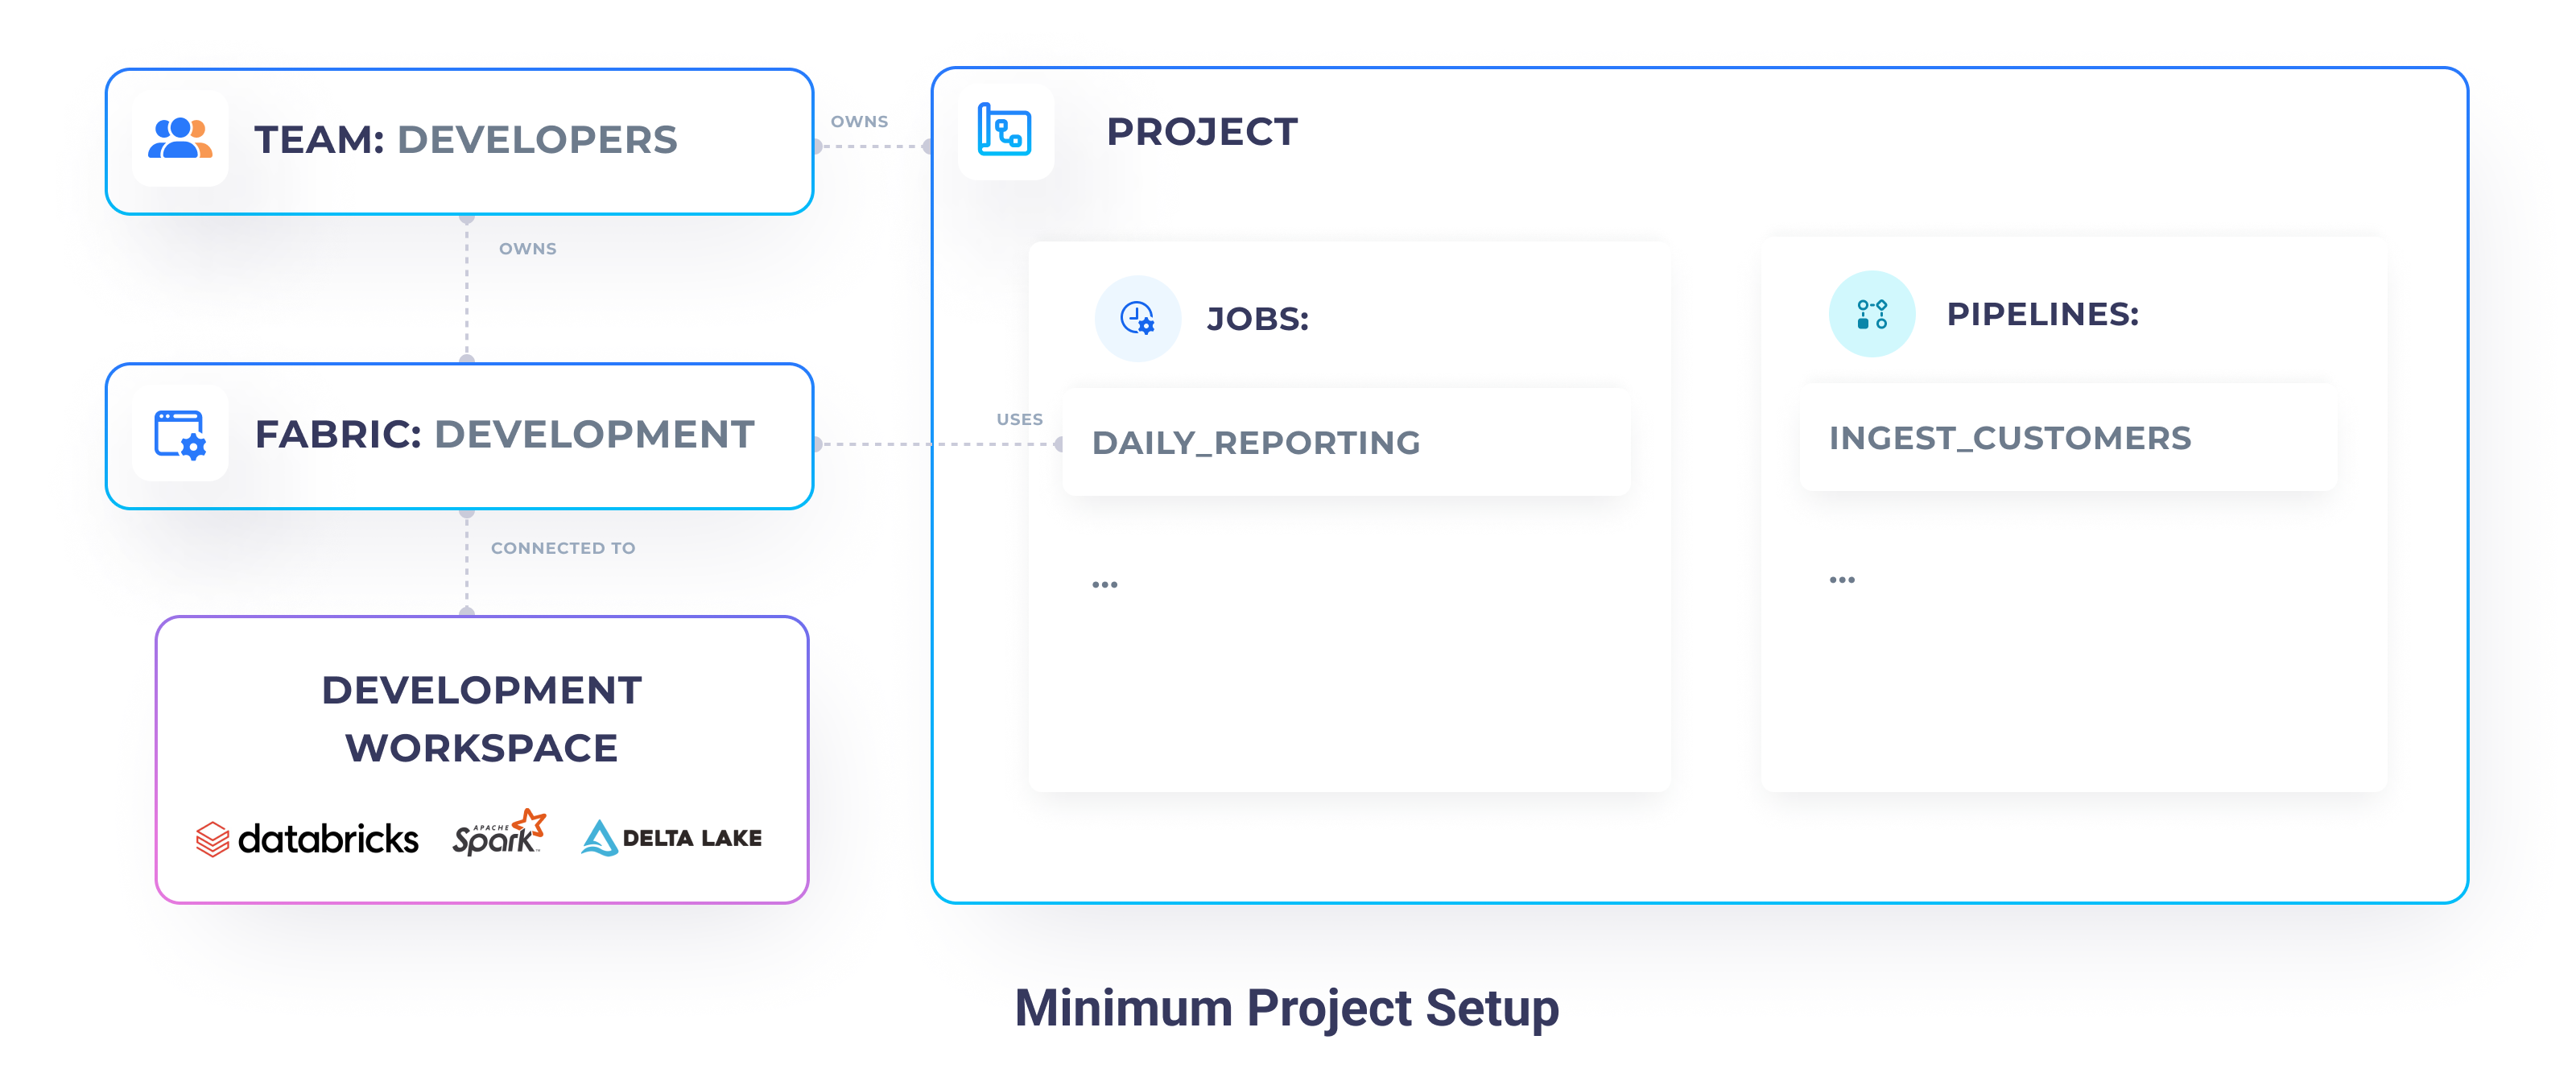 TEAM: DEVELOPERS
OWNS
PROJECT
OWNS
JOBS:
PIPELINES:
FABRIC: DEVELOPMENT
USES
DAILY_REPORTING
INGEST_CUSTOMERS
CONNECTED TO
...
...
DEVELOPMENT
WORKSPACE
databricks
APACHE
Spark™
DELTA LAKE
Minimum Project Setup